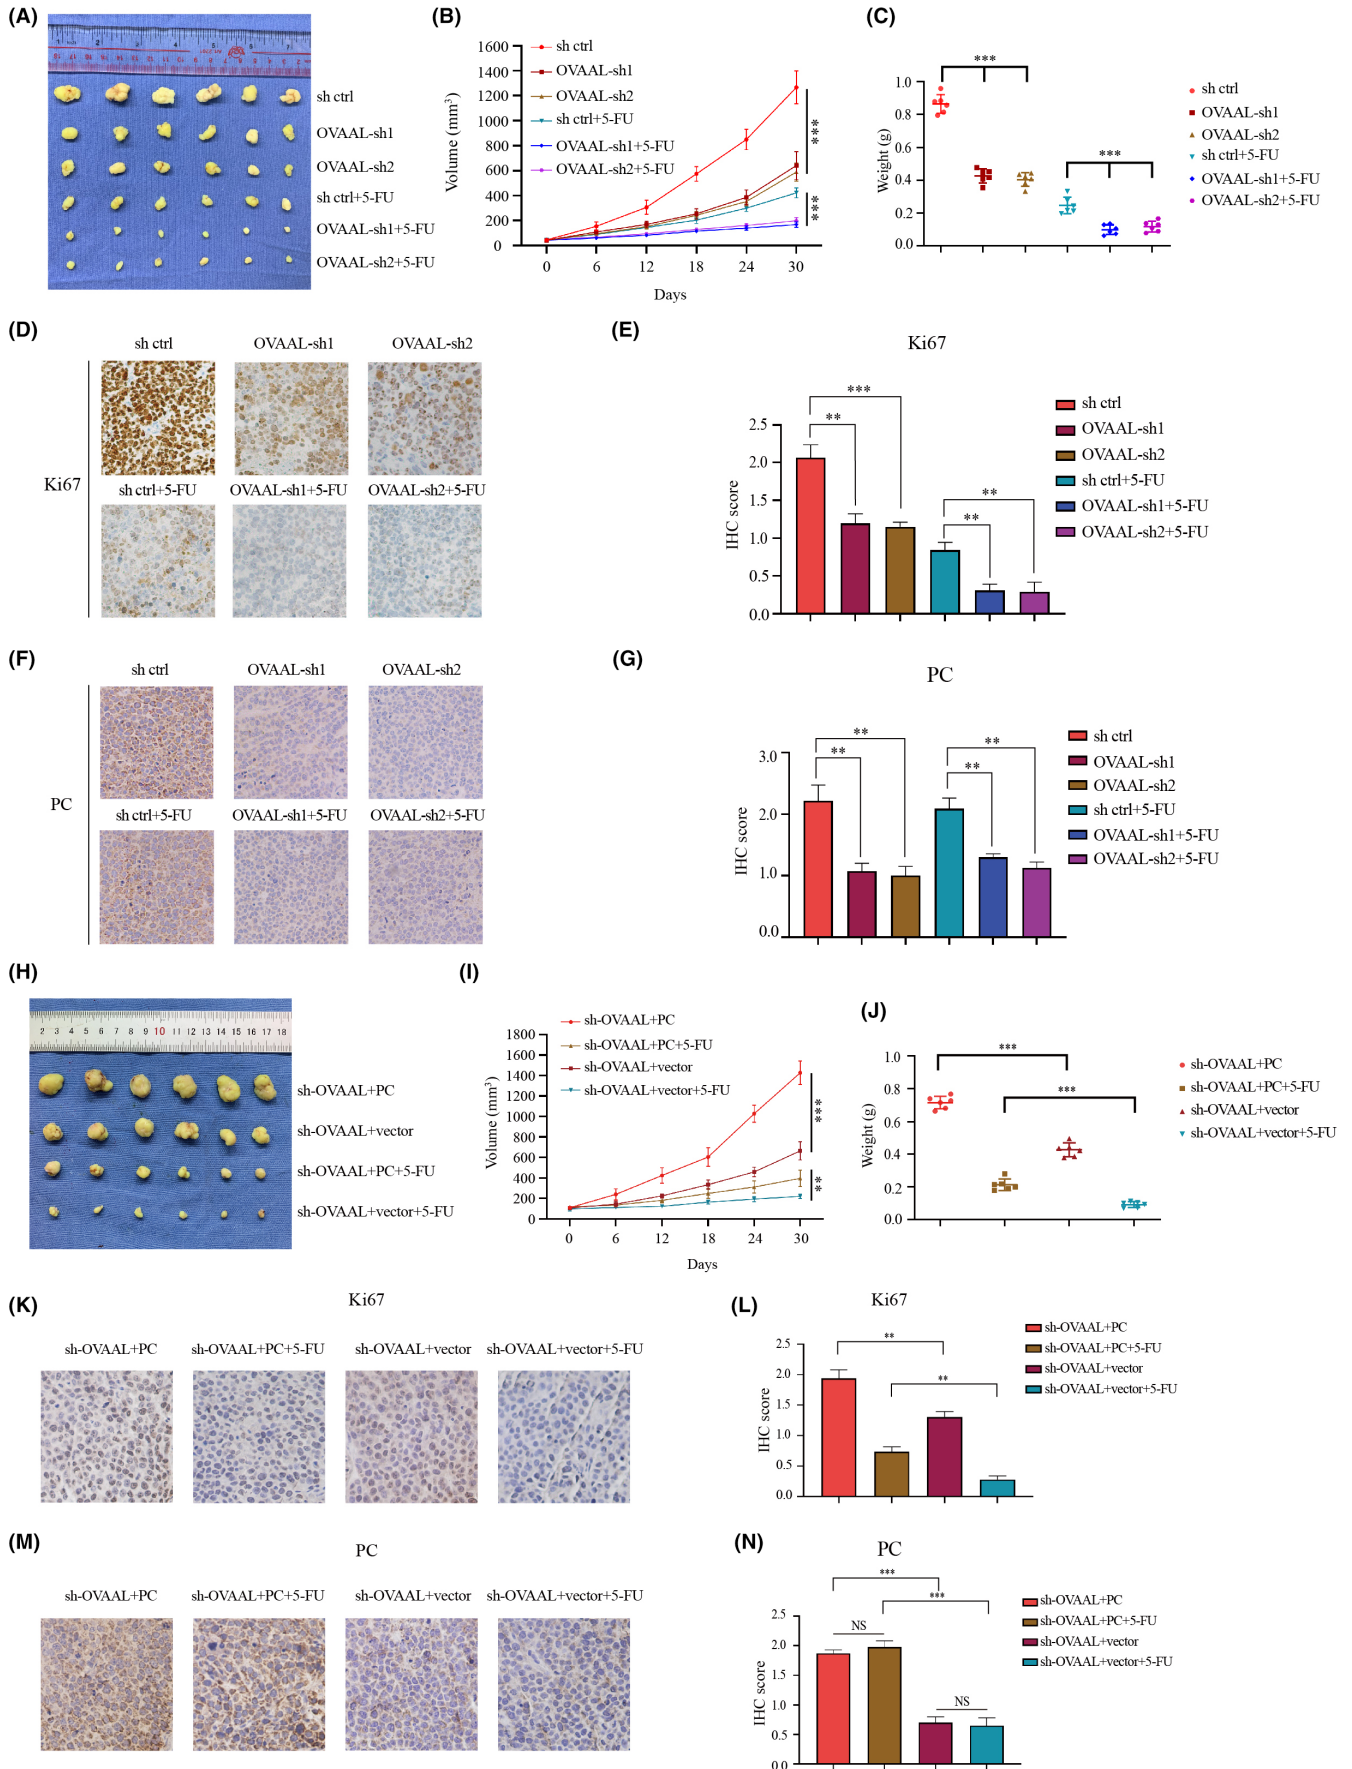 (A)
sh ctrl
OVAAL-sh1
OVAAL-sh2
sh ctrl+5-FU
OVAAL-sh1+5-FU
OVAAL-sh2+5-FU
(B)
Volume (mm³)
1600
1400
1200
1000
800
600
400
200
0
0 6 12 18 24 30
Days
sh ctrl
OVAAL-sh1
OVAAL-sh2
sh ctrl+5-FU
OVAAL-sh1+5-FU
OVAAL-sh2+5-FU
***
***
(C)
Weight (g)
1.0
0.8
0.6
0.4
0.2
0.0
***
***
sh ctrl
OVAAL-sh1
OVAAL-sh2
sh ctrl+5-FU
OVAAL-sh1+5-FU
OVAAL-sh2+5-FU
(D)
Ki67
sh ctrl OVAAL-sh1 OVAAL-sh2
sh ctrl+5-FU OVAAL-sh1+5-FU OVAAL-sh2+5-FU
(E)
Ki67
IHC score
2.5
2.0
1.5
1.0
0.5
0.0
***
**
**
**
sh ctrl
OVAAL-sh1
OVAAL-sh2
sh ctrl+5-FU
OVAAL-sh1+5-FU
OVAAL-sh2+5-FU
(F)
PC
sh ctrl OVAAL-sh1 OVAAL-sh2
sh ctrl+5-FU OVAAL-sh1+5-FU OVAAL-sh2+5-FU
(G)
PC
IHC score
3.0
2.0
1.0
0.0
**
**
**
**
sh ctrl
OVAAL-sh1
OVAAL-sh2
sh ctrl+5-FU
OVAAL-sh1+5-FU
OVAAL-sh2+5-FU
(H)
2 3 4 5 6 7 8 9 10 11 12 13 14 15 16 17 18
sh-OVAAL+PC
sh-OVAAL+vector
sh-OVAAL+PC+5-FU
sh-OVAAL+vector+5-FU
(I)
Volume (mm³)
1800
1600
1400
1200
1000
800
600
400
200
0
0 6 12 18 24 30
Days
sh-OVAAL+PC
sh-OVAAL+PC+5-FU
sh-OVAAL+vector
sh-OVAAL+vector+5-FU
***
**
(J)
Weight (g)
1.0
0.8
0.6
0.4
0.2
0.0
***
***
sh-OVAAL+PC
sh-OVAAL+PC+5-FU
sh-OVAAL+vector
sh-OVAAL+vector+5-FU
(K)
Ki67
sh-OVAAL+PC sh-OVAAL+PC+5-FU sh-OVAAL+vector sh-OVAAL+vector+5-FU
(L)
Ki67
IHC score
2.5
2.0
1.5
1.0
0.5
0.0
**
**
sh-OVAAL+PC
sh-OVAAL+PC+5-FU
sh-OVAAL+vector
sh-OVAAL+vector+5-FU
(M)
PC
sh-OVAAL+PC sh-OVAAL+PC+5-FU sh-OVAAL+vector sh-OVAAL+vector+5-FU
(N)
PC
IHC score
2.5
2.0
1.5
1.0
0.5
0.0
***
***
NS
NS
sh-OVAAL+PC
sh-OVAAL+PC+5-FU
sh-OVAAL+vector
sh-OVAAL+vector+5-FU